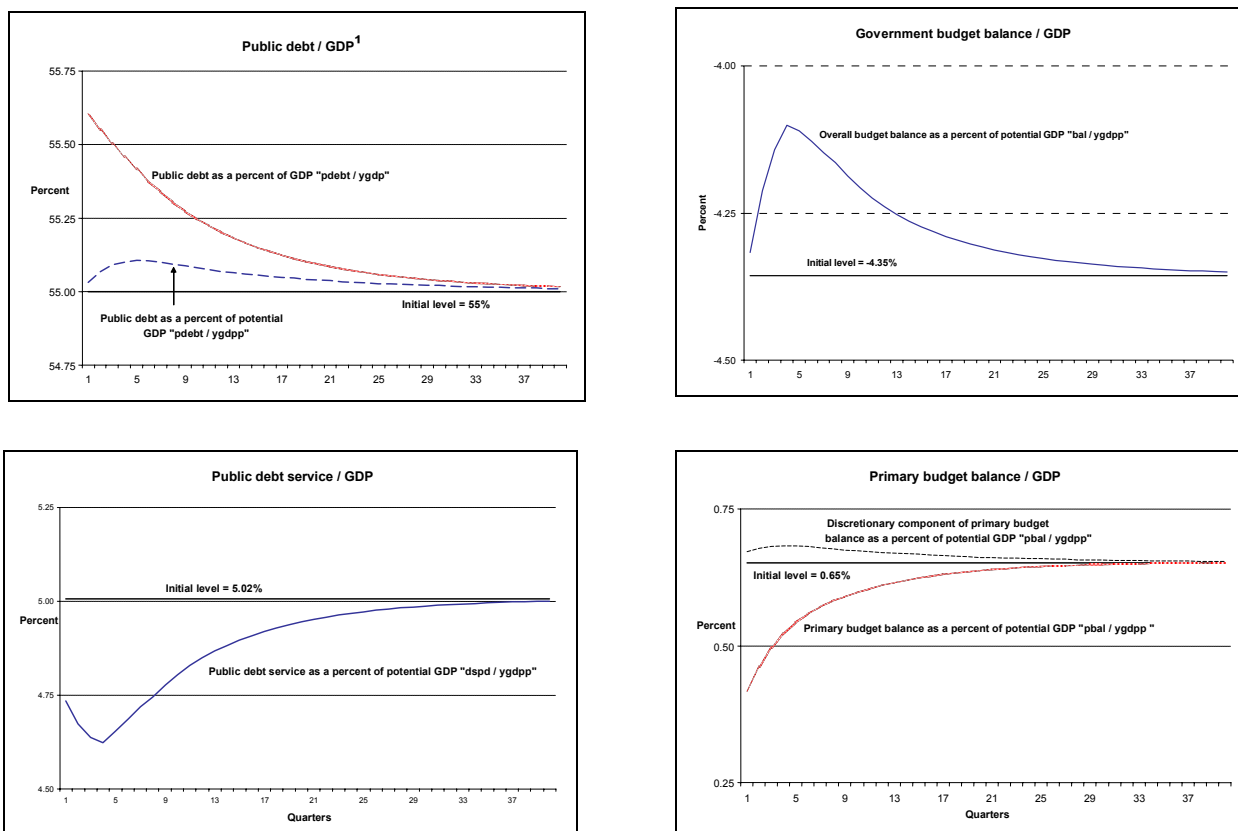 Public debt / GDP1
55.75
55.50
Public debt as a percent of GDP "pdebt / ygdp"
Percent
55.25
55.00
Initial level = 55%
Public debt as a percent of potential
GDP "pdebt / ygdpp"
54.75
1 5 9 13 17 21 25 29 33 37
Government budget balance / GDP
-4.00
Overall budget balance as a percent of potential GDP "bal / ygdpp"
Percent
-4.25
Initial level = -4.35%
-4.50
1 5 9 13 17 21 25 29 33 37
Public debt service / GDP
5.25
Initial level = 5.02%
5.00
Percent
Public debt service as a percent of potential GDP "dspd / ygdpp"
4.75
4.50
1 5 9 13 17 21 25 29 33 37
Quarters
Primary budget balance / GDP
0.75
Discretionary component of primary budget
balance as a percent of potential GDP "pbal / ygdpp"
Initial level = 0.65%
Percent
Primary budget balance as a percent of potential GDP "pbal / ygdpp "
0.50
0.25
1 5 9 13 17 21 25 29 33 37
Quarters